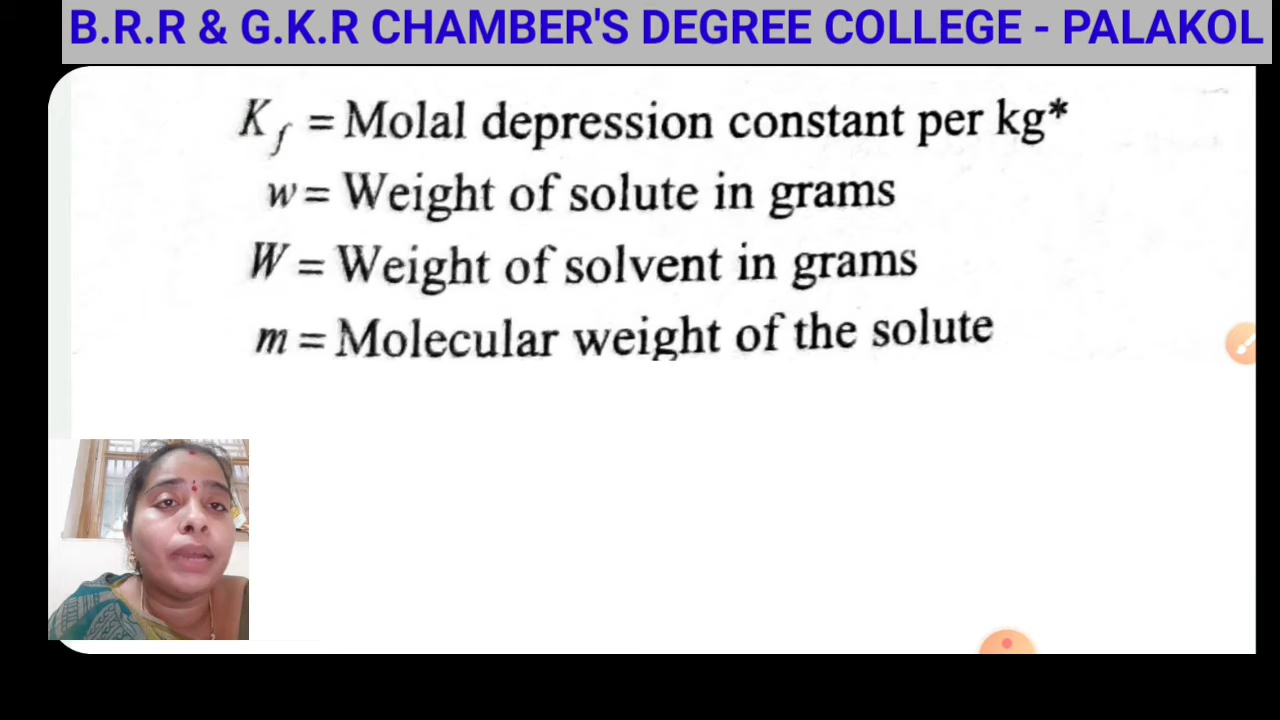 B.R.R & G.K.R CHAMBER'S DEGREE COLLEGE - PALAKOL
K_f = Molal depression constant per kg*
w = Weight of solute in grams
W = Weight of solvent in grams
m = Molecular weight of the solute